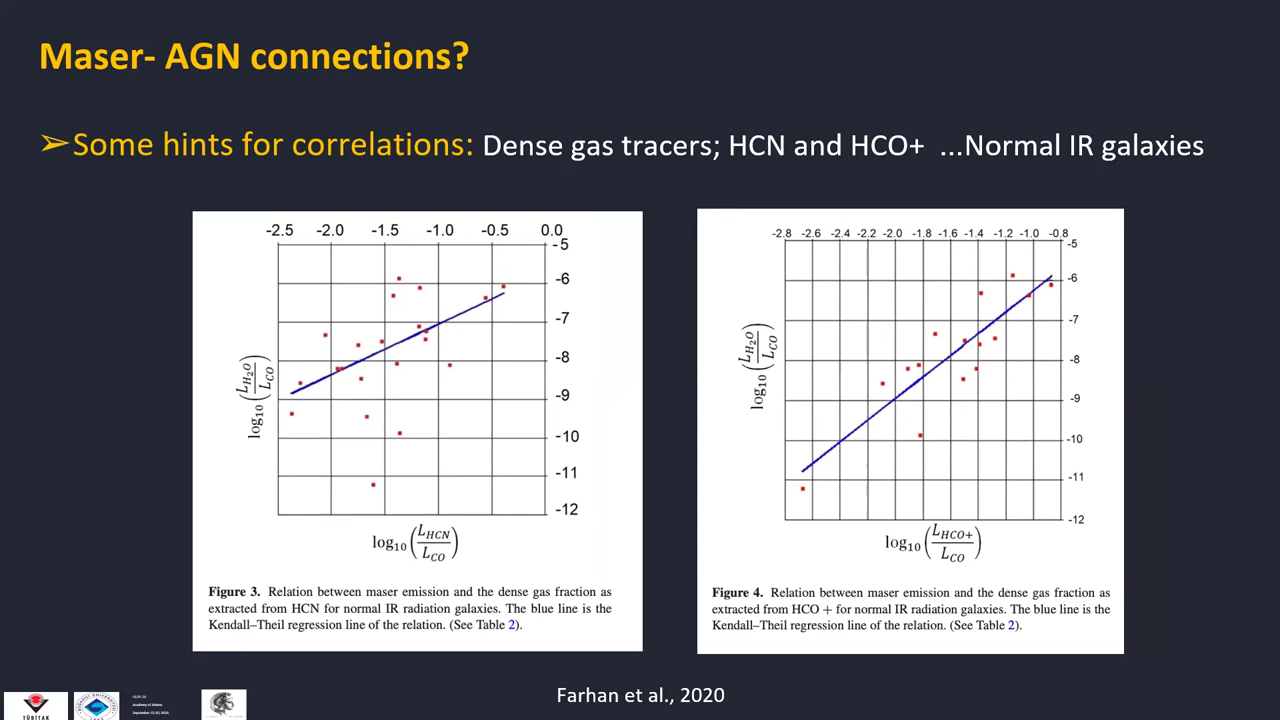 Maser- AGN connections?
➢Some hints for correlations: Dense gas tracers; HCN and HCO+ ...Normal IR galaxies
-2.5 -2.0 -1.5 -1.0 -0.5 0.0
-5
-6
-7
-8
-9
-10
-11
-12
log₁₀ (L_H₂O / L_CO)
log₁₀ (L_HCN / L_CO)
Figure 3. Relation between maser emission and the dense gas fraction as
extracted from HCN for normal IR radiation galaxies. The blue line is the
Kendall–Theil regression line of the relation. (See Table 2).
-2.8 -2.6 -2.4 -2.2 -2.0 -1.8 -1.6 -1.4 -1.2 -1.0 -0.8
-5
-6
-7
-8
-9
-10
-11
-12
log₁₀ (L_H₂O / L_CO)
log₁₀ (L_HCO+ / L_CO)
Figure 4. Relation between maser emission and the dense gas fraction as
extracted from HCO + for normal IR radiation galaxies. The blue line is the
Kendall–Theil regression line of the relation. (See Table 2).
Farhan et al., 2020
TÜBİTAK
Academy of Athens